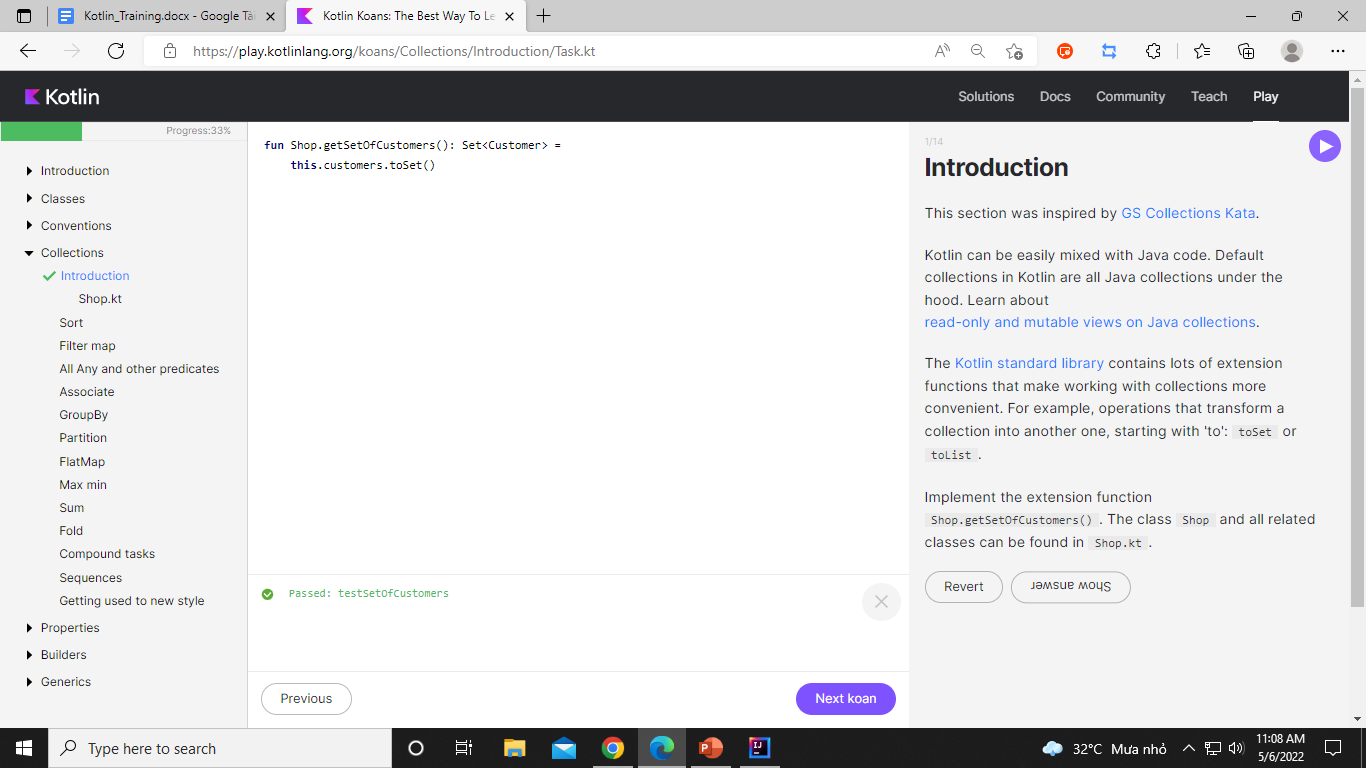 Kotlin_Training.docx - Google Tà
Kotlin Koans: The Best Way To Le
https://play.kotlinlang.org/koans/Collections/Introduction/Task.kt
Kotlin
Solutions
Docs
Community
Teach
Play
Progress:33%
Introduction
Classes
Conventions
Collections
Introduction
Shop.kt
Sort
Filter map
All Any and other predicates
Associate
GroupBy
Partition
FlatMap
Max min
Sum
Fold
Compound tasks
Sequences
Getting used to new style
Properties
Builders
Generics
fun Shop.getSetOfCustomers(): Set<Customer> =
this.customers.toSet()
Passed: testSetOfCustomers
Previous
Next koan
1/14
Introduction
This section was inspired by GS Collections Kata.
Kotlin can be easily mixed with Java code. Default
collections in Kotlin are all Java collections under the
hood. Learn about
read-only and mutable views on Java collections.
The Kotlin standard library contains lots of extension
functions that make working with collections more
convenient. For example, operations that transform a
collection into another one, starting with 'to': toSet or
toList .
Implement the extension function
Shop.getSetOfCustomers() . The class Shop and all related
classes can be found in Shop.kt .
Revert
Show answer
Type here to search
32°C Mưa nhỏ
11:08 AM
5/6/2022